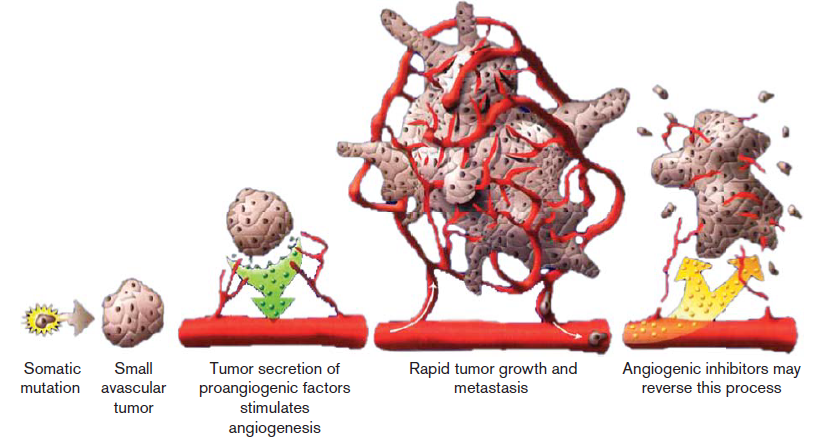 Somatic
mutation
Small
avascular
tumor
Tumor secretion of
proangiogenic factors
stimulates
angiogenesis
Rapid tumor growth and
metastasis
Angiogenic inhibitors may
reverse this process